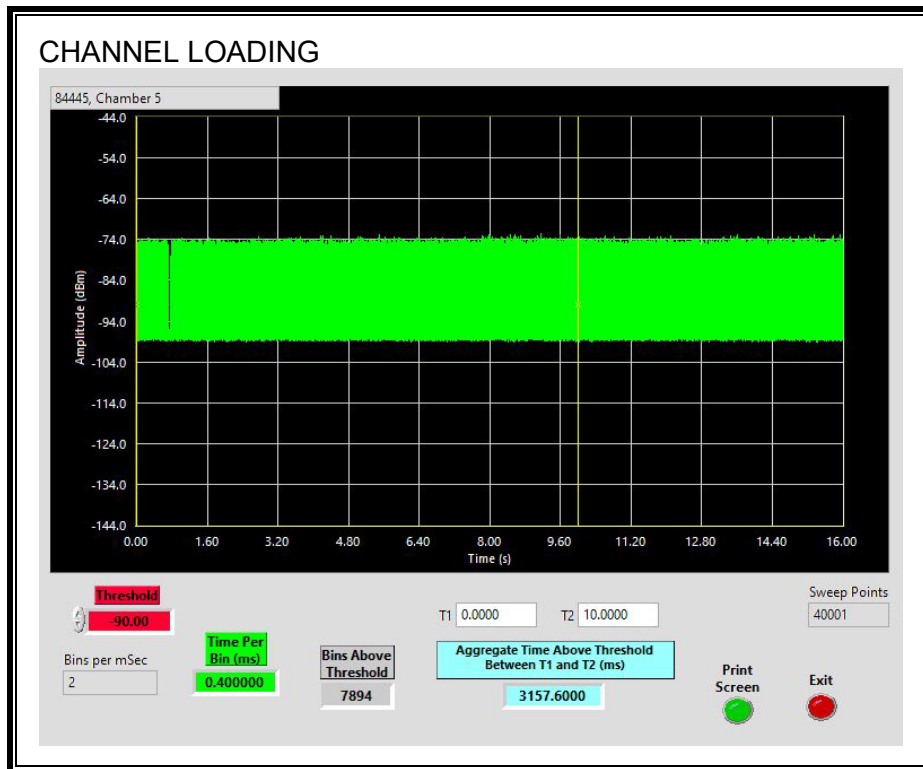 CHANNEL LOADING
84445, Chamber 5
-44.0
-54.0
-64.0
-74.0
-84.0
-94.0
-104.0
-114.0
-124.0
-134.0
-144.0
Amplitude (dBm)
0.00 1.60 3.20 4.80 6.40 8.00 9.60 11.20 12.80 14.40 16.00
Time (s)
Threshold
-90.00
Bins per mSec
2
Time Per
Bin (ms)
0.400000
Bins Above
Threshold
7894
T1 0.0000 T2 10.0000
Aggregate Time Above Threshold
Between T1 and T2 (ms)
3157.6000
Sweep Points
40001
Print
Screen
Exit